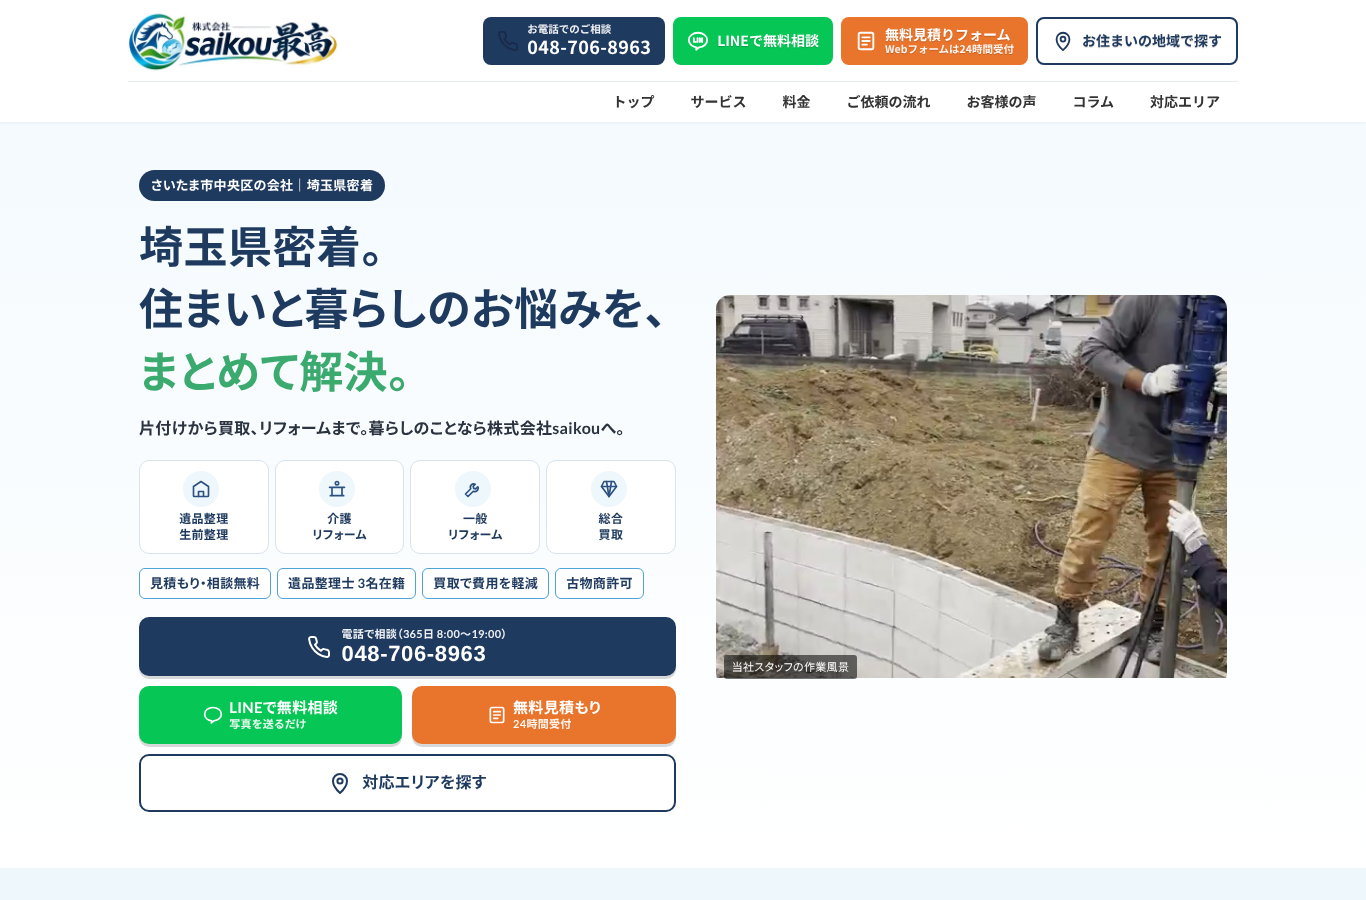 株式会社
saikou最高
お電話でのご相談
048-706-8963
LINEで無料相談
無料見積りフォーム
Webフォームは24時間受付
お住まいの地域で探す
トップ
サービス
料金
ご依頼の流れ
お客様の声
コラム
対応エリア
さいたま市中央区の会社｜埼玉県密着
埼玉県密着。
住まいと暮らしのお悩みを、
まとめて解決。
片付けから買取、リフォームまで。暮らしのことなら株式会社saikouへ。
遺品整理
生前整理
介護
リフォーム
一般
リフォーム
総合
買取
見積もり・相談無料
遺品整理士 3名在籍
買取で費用を軽減
古物商許可
電話で相談（365日 8:00〜19:00）
048-706-8963
LINEで無料相談
写真を送るだけ
無料見積もり
24時間受付
対応エリアを探す
当社スタッフの作業風景